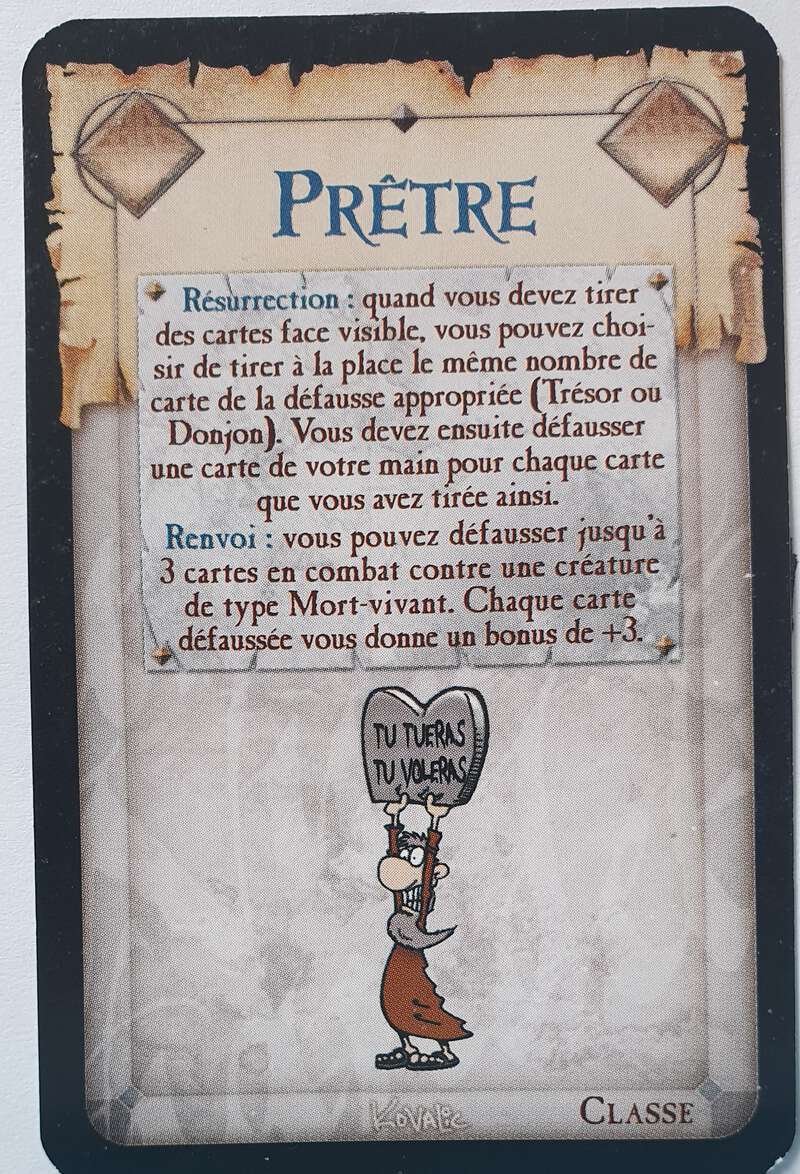 PRÊTRE
Résurrection : quand vous devez tirer
des cartes face visible, vous pouvez choi-
sir de tirer à la place le même nombre de
carte de la défausse appropriée (Trésor ou
Donjon). Vous devez ensuite défausser
une carte de votre main pour chaque carte
que vous avez tirée ainsi.
Renvoi : vous pouvez défausser jusqu'à
3 cartes en combat contre une créature
de type Mort-vivant. Chaque carte
défaussée vous donne un bonus de +3.
TU TUERAS
TU VOLERAS
KOVALIC
CLASSE